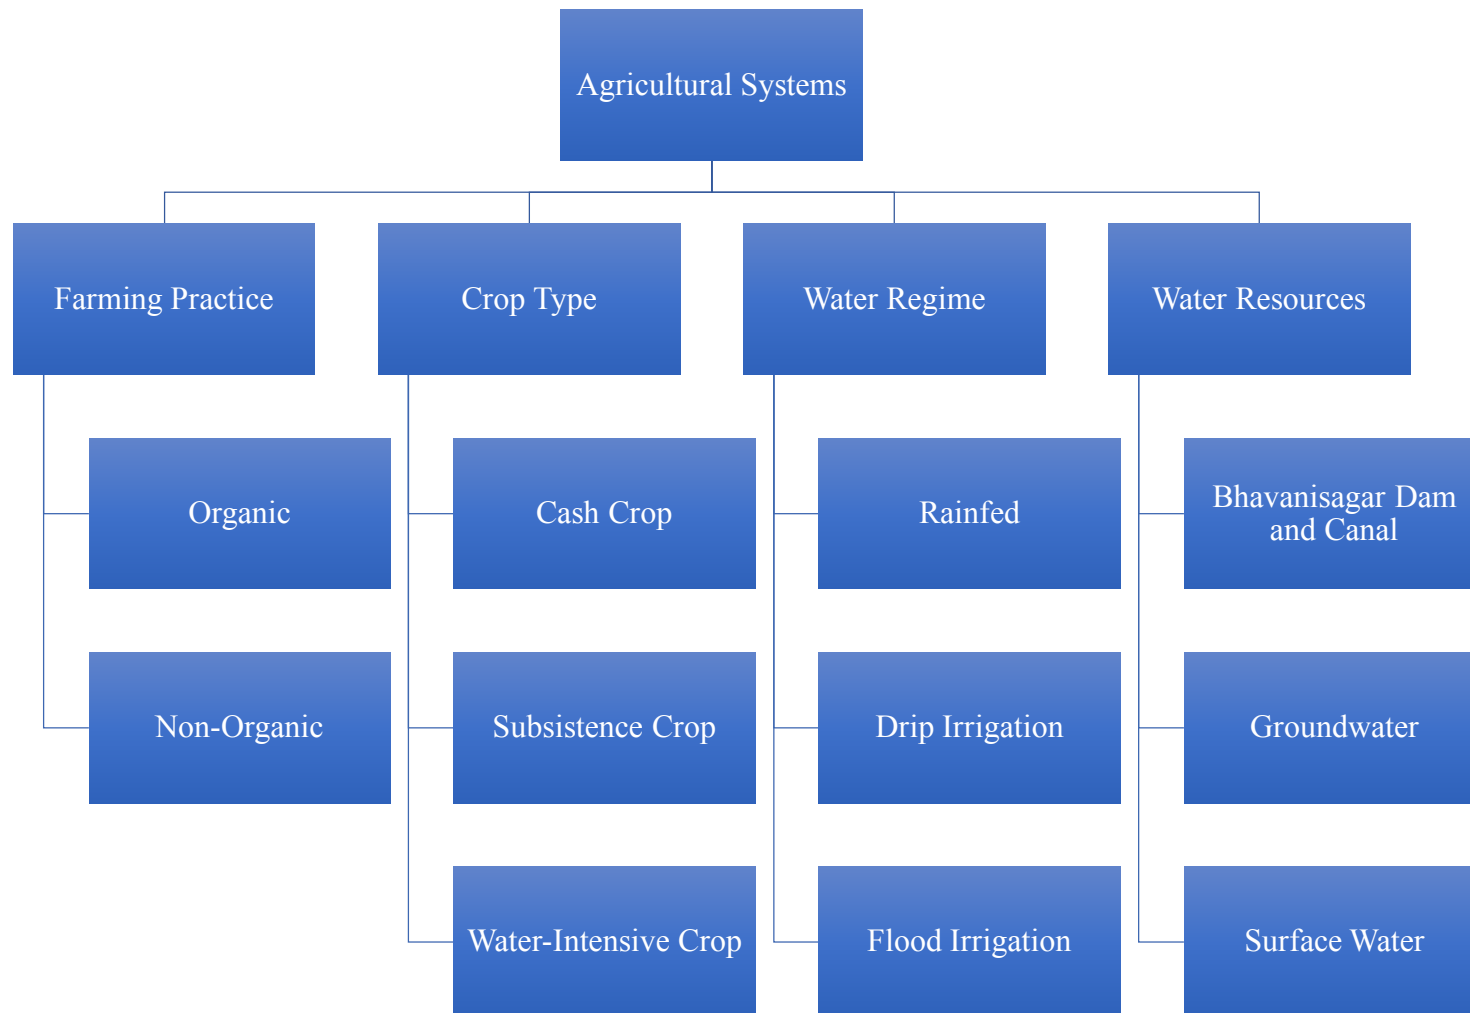 Agricultural Systems
Farming Practice
Crop Type
Water Regime
Water Resources
Organic
Cash Crop
Rainfed
Bhavanisagar Dam
and Canal
Non-Organic
Subsistence Crop
Drip Irrigation
Groundwater
Water-Intensive Crop
Flood Irrigation
Surface Water